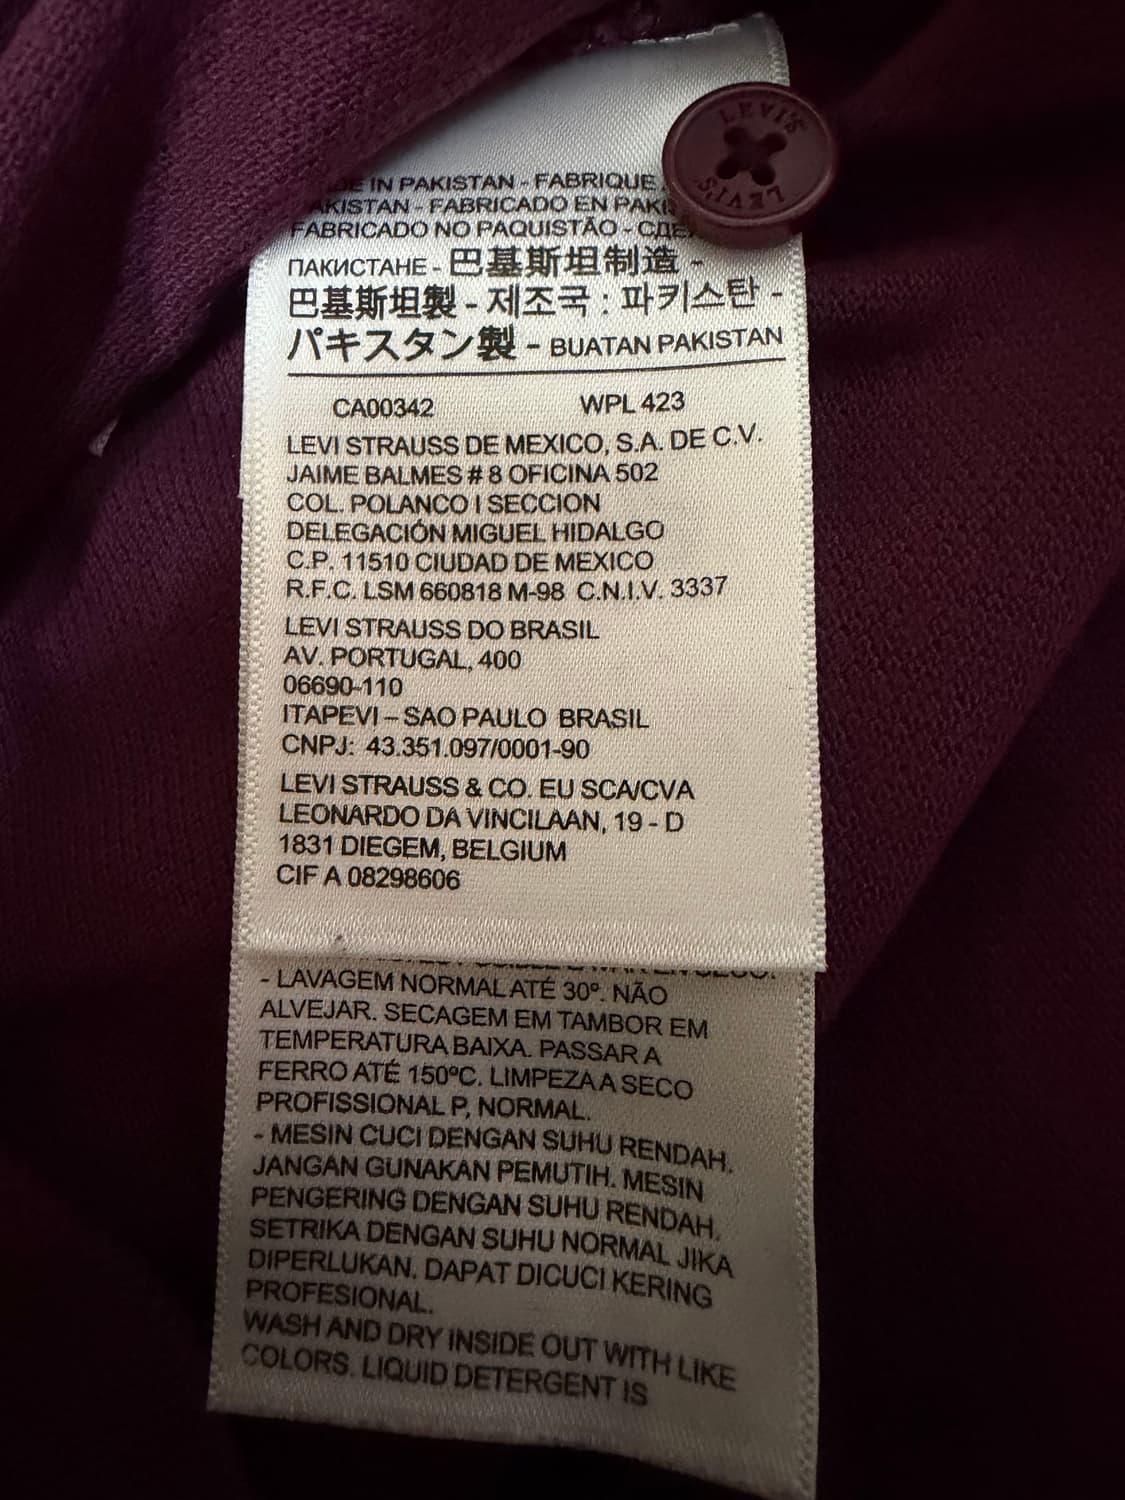 LEVI'S
LEVI'S
IN PAKISTAN - FABRIQUE
FABRICADO EN
FABRICADO NO PAQUISTÃO -
ПАКИСТАНЕ - 巴基斯坦制造 -
巴基斯坦製 - 제조국 : 파키스탄 -
パキスタン製 - BUATAN PAKISTAN
CA00342 WPL 423
LEVI STRAUSS DE MEXICO, S.A. DE C.V.
JAIME BALMES # 8 OFICINA 502
COL. POLANCO I SECCION
DELEGACIÓN MIGUEL HIDALGO
C.P. 11510 CIUDAD DE MEXICO
R.F.C. LSM 660818 M-98 C.N.I.V. 3337
LEVI STRAUSS DO BRASIL
AV. PORTUGAL, 400
06690-110
ITAPEVI – SAO PAULO BRASIL
CNPJ: 43.351.097/0001-90
LEVI STRAUSS & CO. EU SCA/CVA
LEONARDO DA VINCILAAN, 19 - D
1831 DIEGEM, BELGIUM
CIF A 08298606
- LAVAGEM NORMAL ATÉ 30º. NÃO
ALVEJAR. SECAGEM EM TAMBOR EM
TEMPERATURA BAIXA. PASSAR A
FERRO ATÉ 150ºC. LIMPEZA A SECO
PROFISSIONAL P, NORMAL.
- MESIN CUCI DENGAN SUHU RENDAH.
JANGAN GUNAKAN PEMUTIH. MESIN
PENGERING DENGAN SUHU RENDAH.
SETRIKA DENGAN SUHU NORMAL JIKA
DIPERLUKAN. DAPAT DICUCI KERING
PROFESIONAL.
WASH AND DRY INSIDE OUT WITH LIKE
COLORS. LIQUID DETERGENT IS